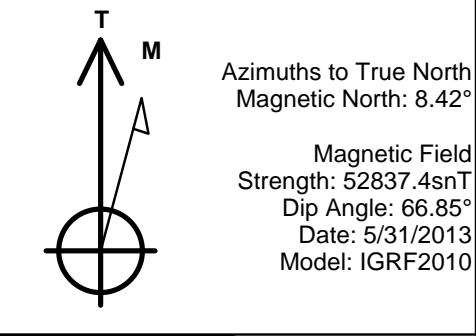 T
M
Azimuths to True North
Magnetic North: 8.42°
Magnetic Field
Strength: 52837.4snT
Dip Angle: 66.85°
Date: 5/31/2013
Model: IGRF2010